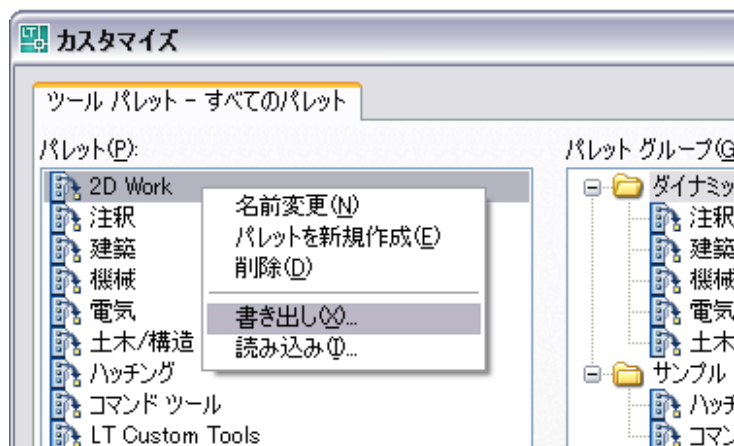 カスタマイズ
ツール パレット - すべてのパレット
パレット(P):
2D Work
注釈
建築
機械
電気
土木/構造
ハッチング
コマンド ツール
LT Custom Tools
名前変更(N)
パレットを新規作成(E)
削除(D)
書き出し(X)...
読み込み(I)...
パレット グループ(G
ダイナミッ
注釈
建築
機械
電気
土木
サンプル
ハッチ
コマン